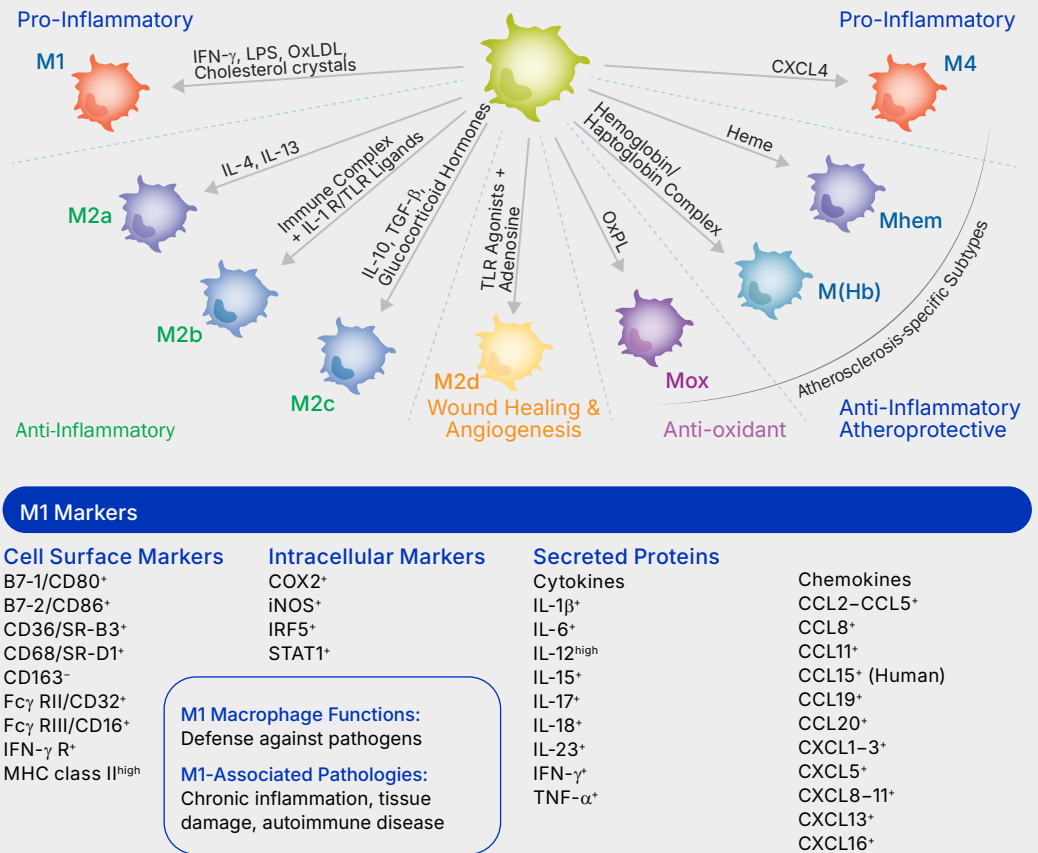 Pro-Inflammatory
Pro-Inflammatory
M1
IFN-γ, LPS, OxLDL,
Cholesterol crystals
CXCL4
M4
IL-4, IL-13
M2a
Immune Complex
+ IL-1 R/TLR Ligands
M2b
IL-10, TGF-β,
Glucocorticoid Hormones
M2c
TLR Agonists +
Adenosine
M2d
Wound Healing &
Angiogenesis
OxPL
Mox
Hemoglobin/
Haptoglobin Complex
M(Hb)
Heme
Mhem
Atherosclerosis-specific Subtypes
Anti-Inflammatory
Anti-oxidant
Anti-Inflammatory
Atheroprotective
M1 Markers
Cell Surface Markers
B7-1/CD80⁺
B7-2/CD86⁺
CD36/SR-B3⁺
CD68/SR-D1⁺
CD163⁻
Fcγ RII/CD32⁺
Fcγ RIII/CD16⁺
IFN-γ R⁺
MHC class IIʰⁱᵍʰ
Intracellular Markers
COX2⁺
iNOS⁺
IRF5⁺
STAT1⁺
M1 Macrophage Functions:
Defense against pathogens
M1-Associated Pathologies:
Chronic inflammation, tissue
damage, autoimmune disease
Secreted Proteins
Cytokines
IL-1β⁺
IL-6⁺
IL-12ʰⁱᵍʰ
IL-15⁺
IL-17⁺
IL-18⁺
IL-23⁺
IFN-γ⁺
TNF-α⁺
Chemokines
CCL2–CCL5⁺
CCL8⁺
CCL11⁺
CCL15⁺ (Human)
CCL19⁺
CCL20⁺
CXCL1–3⁺
CXCL5⁺
CXCL8–11⁺
CXCL13⁺
CXCL16⁺